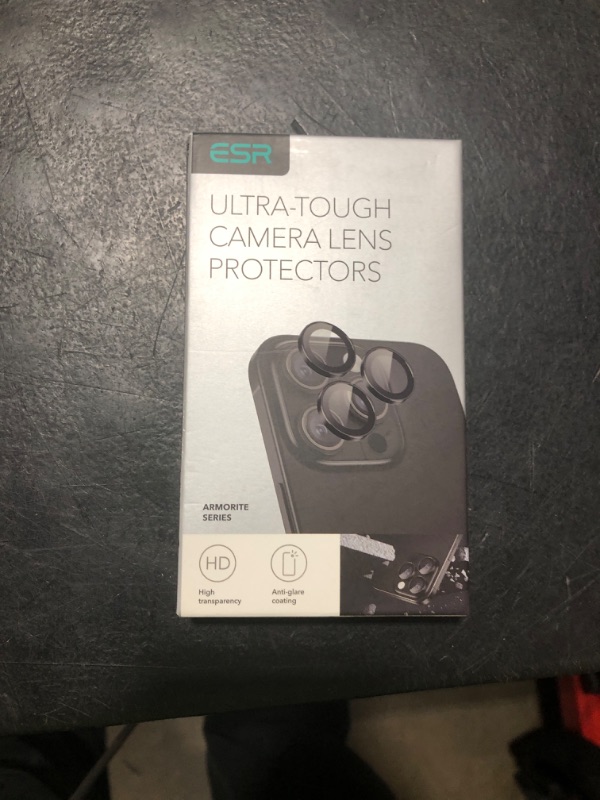 ESR
ULTRA-TOUGH
CAMERA LENS
PROTECTORS
ARMORITE
SERIES
HD
High
transparency
Anti-glare
coating